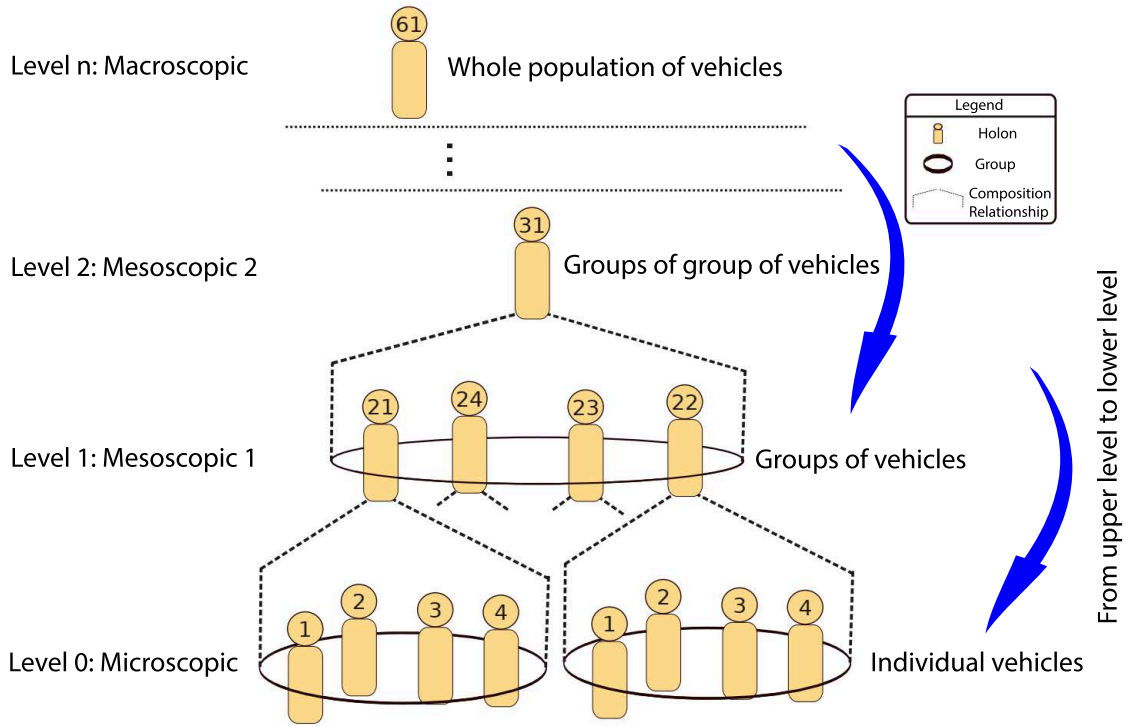 61
Level n: Macroscopic
Whole population of vehicles
Legend
Holon
Group
Composition
Relationship
31
Level 2: Mesoscopic 2
Groups of group of vehicles
From upper level to lower level
21 24 23 22
Level 1: Mesoscopic 1
Groups of vehicles
1 2 3 4 1 2 3 4
Level 0: Microscopic
Individual vehicles